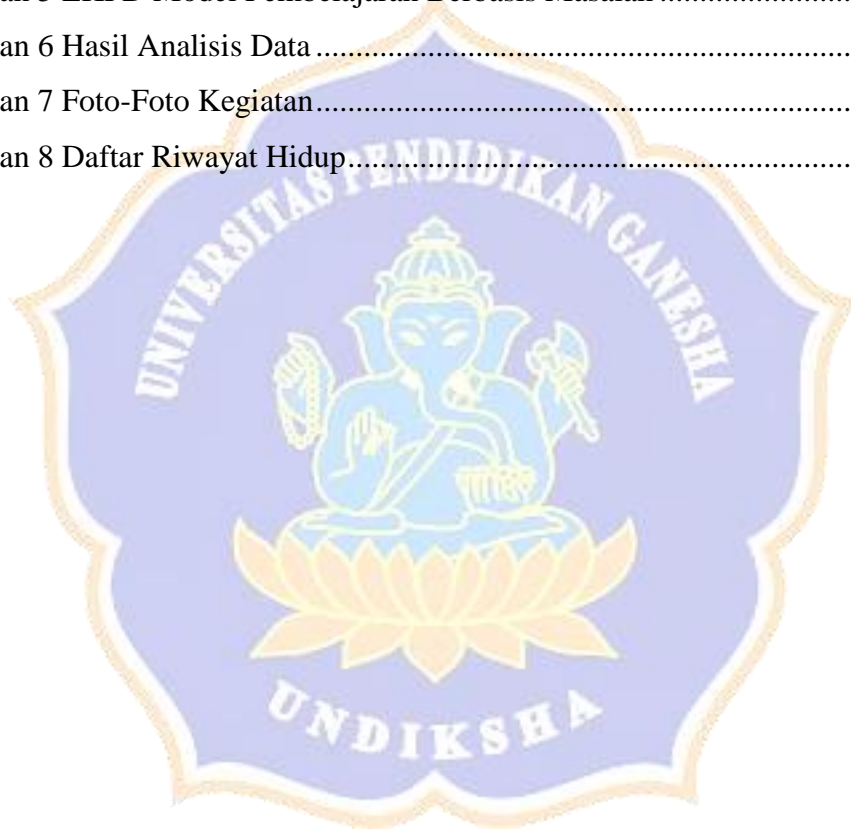 an 6 Hasil Analisis Data ...............................................................................
an 7 Foto-Foto Kegiatan...............................................................................
an 8 Daftar Riwayat Hidup..........................................................................
UNIVERSITAS PENDIDIKAN GANESHA
UNDIKSHA